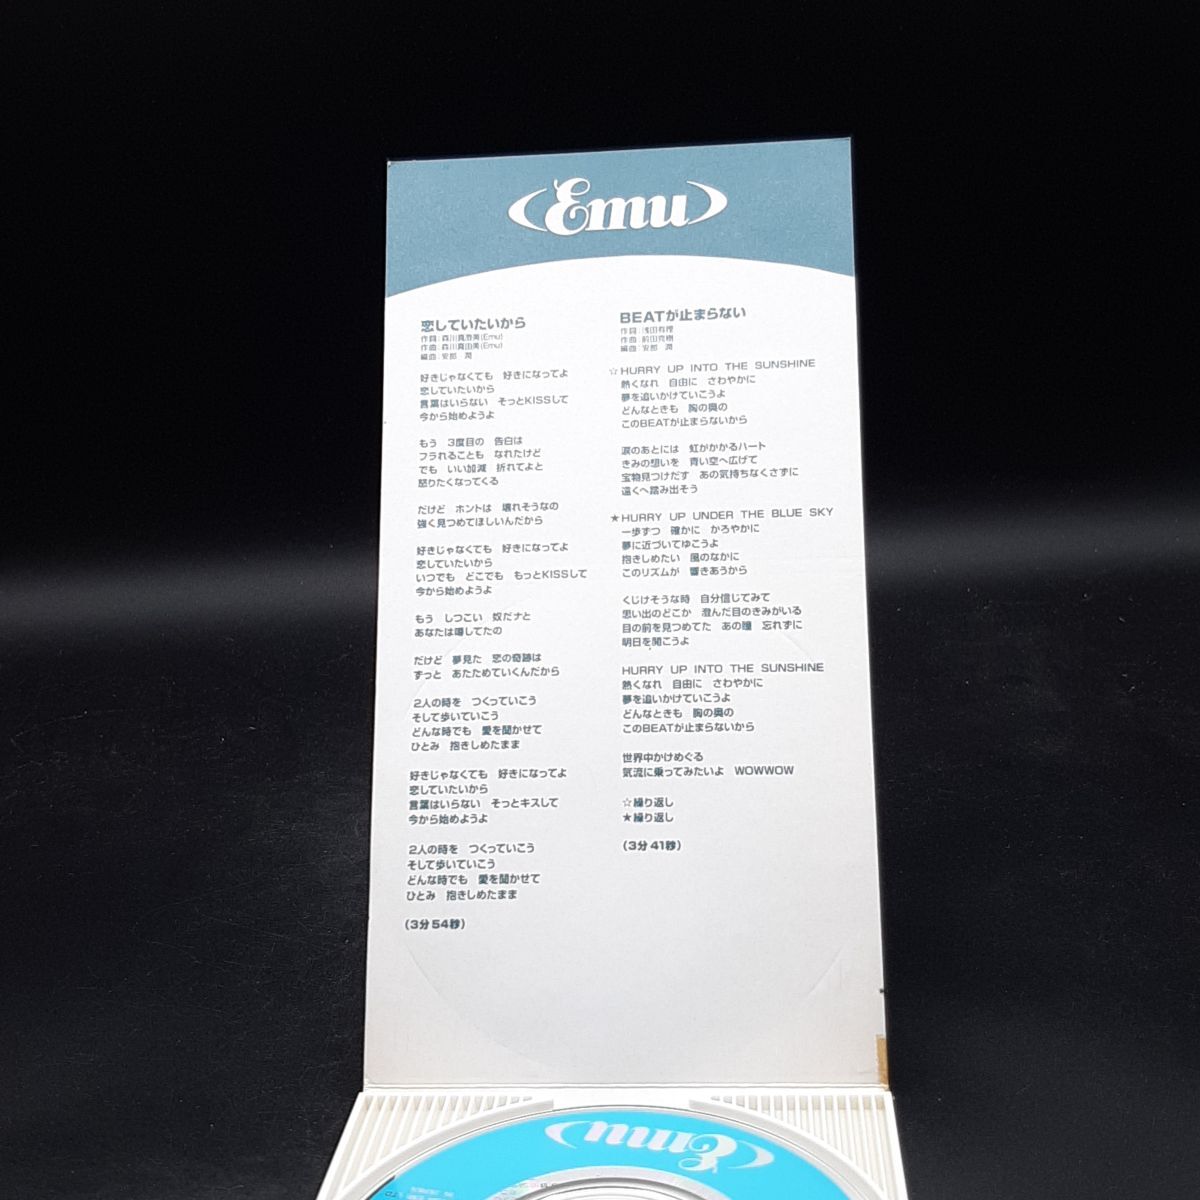 Emu
恋していたいから
作詞：森川真澄美(Emu)
作曲：森川真由美(Emu)
編曲：安部　潤
好きじゃなくても　好きになってよ
恋していたいから
言葉はいらない　そっとKISSして
今から始めようよ
もう　3度目の　告白は
フラれることも　なれたけど
でも　いい加減　折れてよと
怒りたくなってくる
だけど　ホントは　壊れそうなの
強く見つめてほしいんだから
好きじゃなくても　好きになってよ
恋していたいから
いつでも　どこでも　もっとKISSして
今から始めようよ
もう　しつこい　奴だナと
あなたは噂してたの
だけど　夢見た　恋の奇跡は
ずっと　あたためていくんだから
2人の時を　つくっていこう
そして歩いていこう
どんな時でも　愛を聞かせて
ひとみ　抱きしめたまま
好きじゃなくても　好きになってよ
恋していたいから
言葉はいらない　そっとキスして
今から始めようよ
2人の時を　つくっていこう
そして歩いていこう
どんな時でも　愛を聞かせて
ひとみ　抱きしめたまま
（3分54秒）
BEATが止まらない
作詞：浅田有理
作曲：前田克樹
編曲：安部　潤
☆HURRY UP INTO THE SUNSHINE
熱くなれ　自由に　さわやかに
夢を追いかけていこうよ
どんなときも　胸の奥の
このBEATが止まらないから
涙のあとには　虹がかかるハート
きみの想いを　青い空へ広げて
宝物見つけだす　あの気持ちなくさずに
遠くへ踏み出そう
★HURRY UP UNDER THE BLUE SKY
一歩ずつ　確かに　かろやかに
夢に近づいてゆこうよ
抱きしめたい　風のなかに
このリズムが　響きあうから
くじけそうな時　自分信じてみて
思い出のどこか　澄んだ目のきみがいる
目の前を見つめてた　あの瞳　忘れずに
明日を開こうよ
HURRY UP INTO THE SUNSHINE
熱くなれ　自由に　さわやかに
夢を追いかけていこうよ
どんなときも　胸の奥の
このBEATが止まらないから
世界中かけめぐる
気流に乗ってみたいよ　WOWWOW
☆繰り返し
★繰り返し
（3分41秒）
Emu